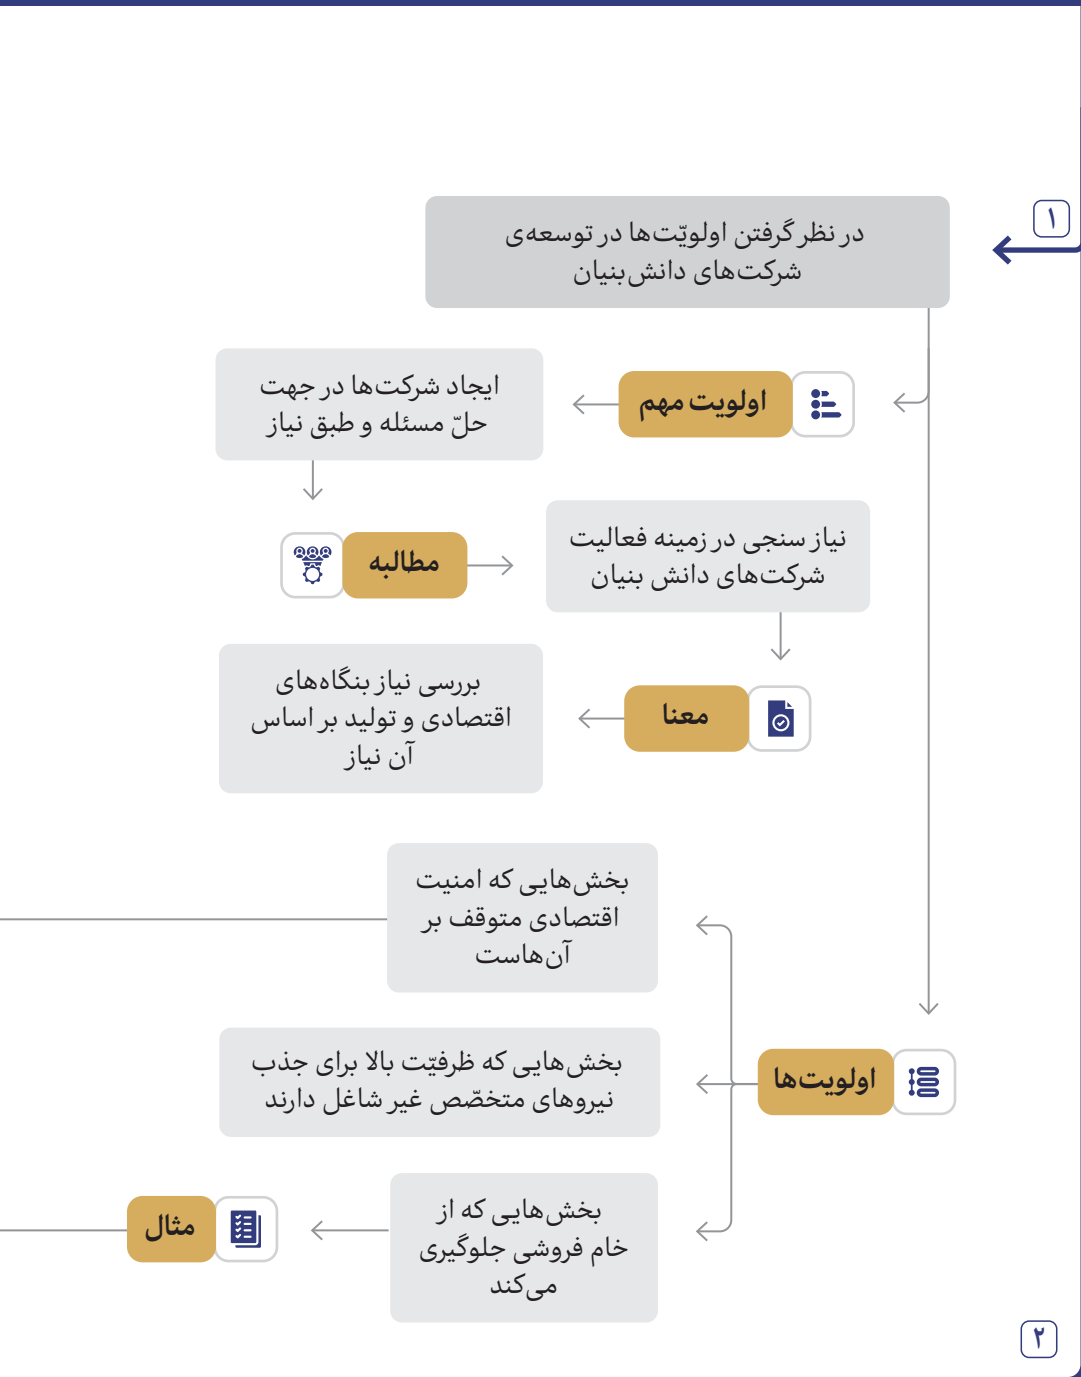 ۱
در نظر گرفتن اولویّت‌ها در توسعه‌ی
شرکت‌های دانش‌بنیان
اولویت مهم
ایجاد شرکت‌ها در جهت
حلّ مسئله و طبق نیاز
مطالبه
نیاز سنجی در زمینه فعالیت
شرکت‌های دانش بنیان
معنا
بررسی نیاز بنگاه‌های
اقتصادی و تولید بر اساس
آن نیاز
اولویت‌ها
بخش‌هایی که امنیت
اقتصادی متوقف بر
آن‌هاست
بخش‌هایی که ظرفیّت بالا برای جذب
نیروهای متخصّص غیر شاغل دارند
بخش‌هایی که از
خام فروشی جلوگیری
می‌کند
مثال
۲